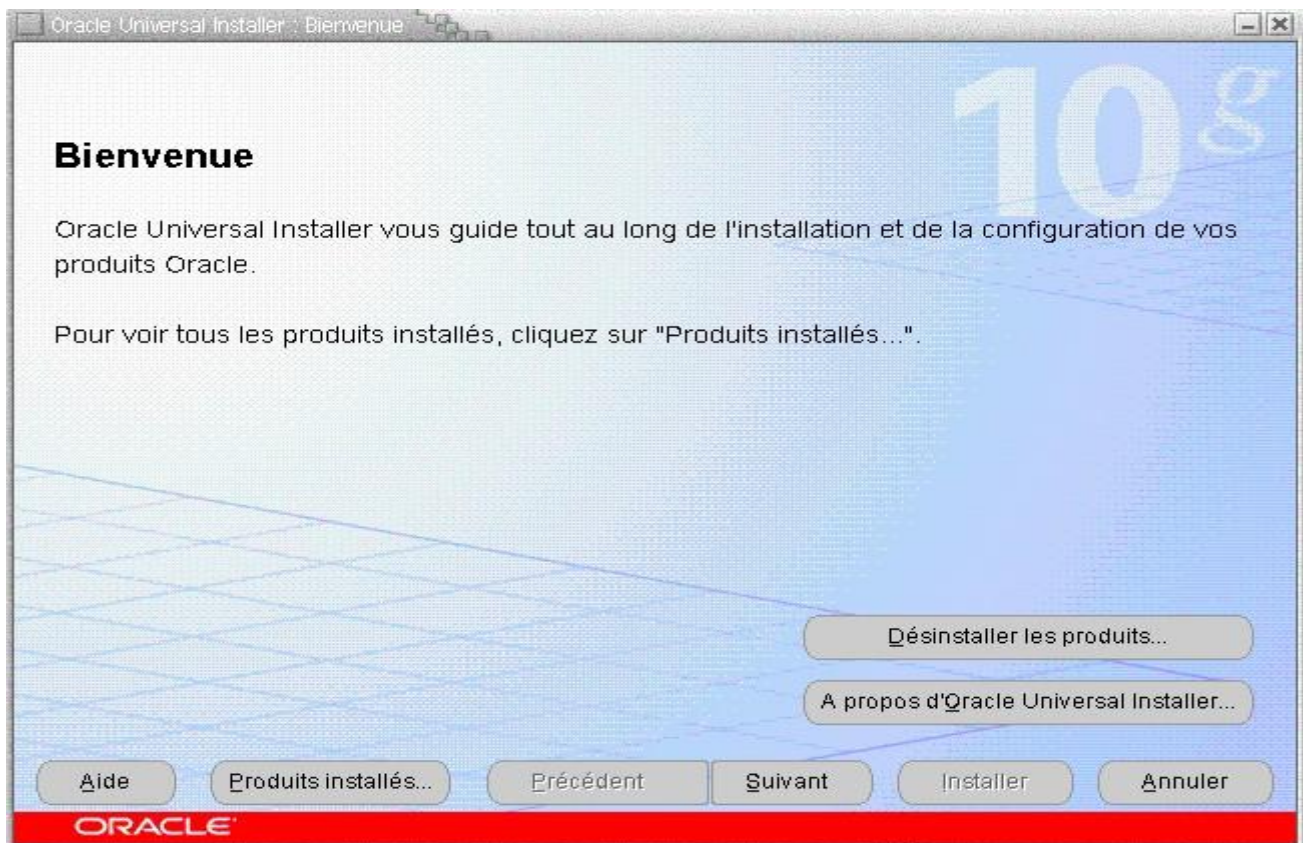 Oracle Universal Installer : Bienvenue
10g
Bienvenue
Oracle Universal Installer vous guide tout au long de l'installation et de la configuration de vos
produits Oracle.
Pour voir tous les produits installés, cliquez sur "Produits installés...".
Désinstaller les produits...
A propos d'Oracle Universal Installer...
Aide Produits installés... Précédent Suivant Installer Annuler
ORACLE